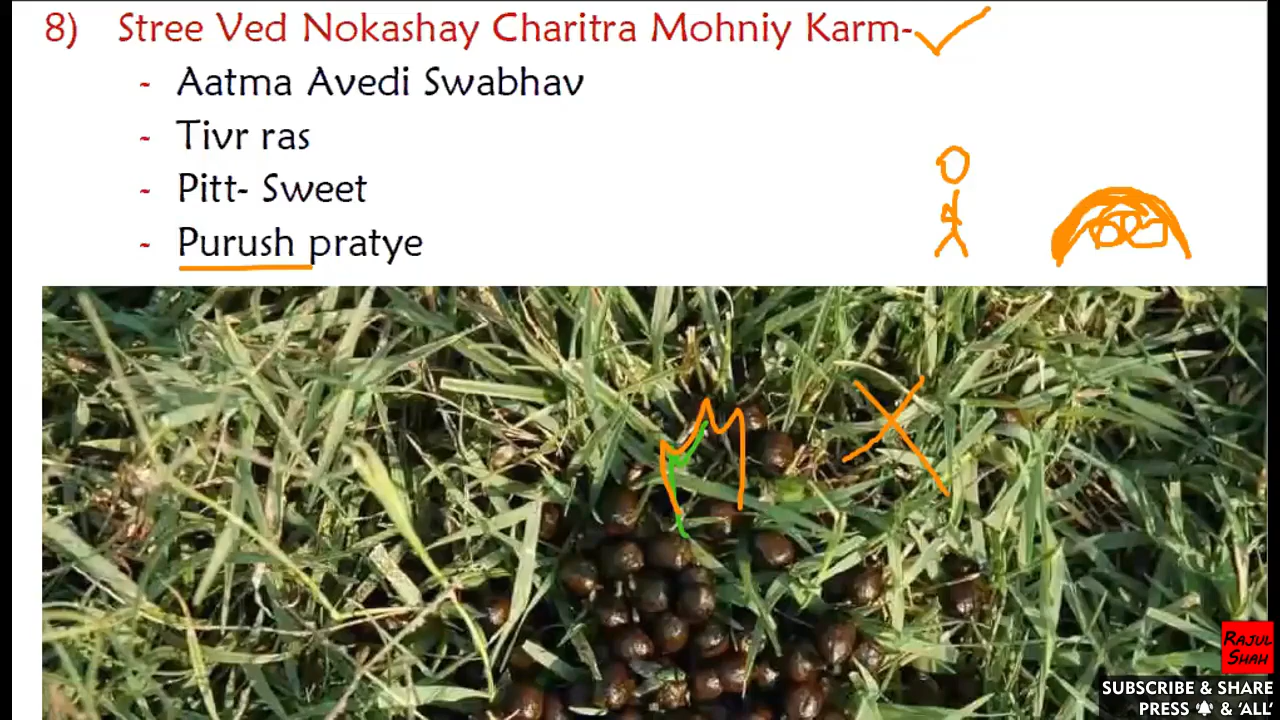 8) Stree Ved Nokashay Charitra Mohniy Karm-
- Aatma Avedi Swabhav
- Tivr ras
- Pitt- Sweet
- Purush pratye
RAJUL
SHAH
SUBSCRIBE & SHARE
PRESS & 'ALL'